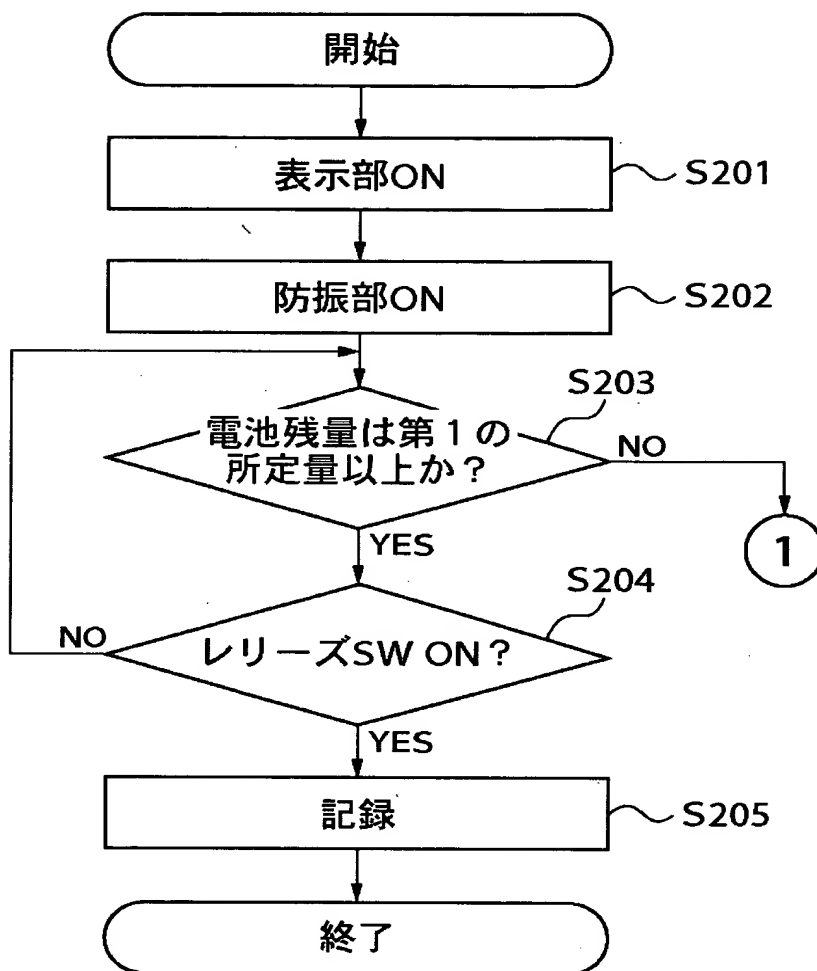 開始
表示部ON
S201
防振部ON
S202
S203
電池残量は第１の
所定量以上か？
NO
1
YES
S204
NO
レリーズSW ON？
YES
記録
S205
終了